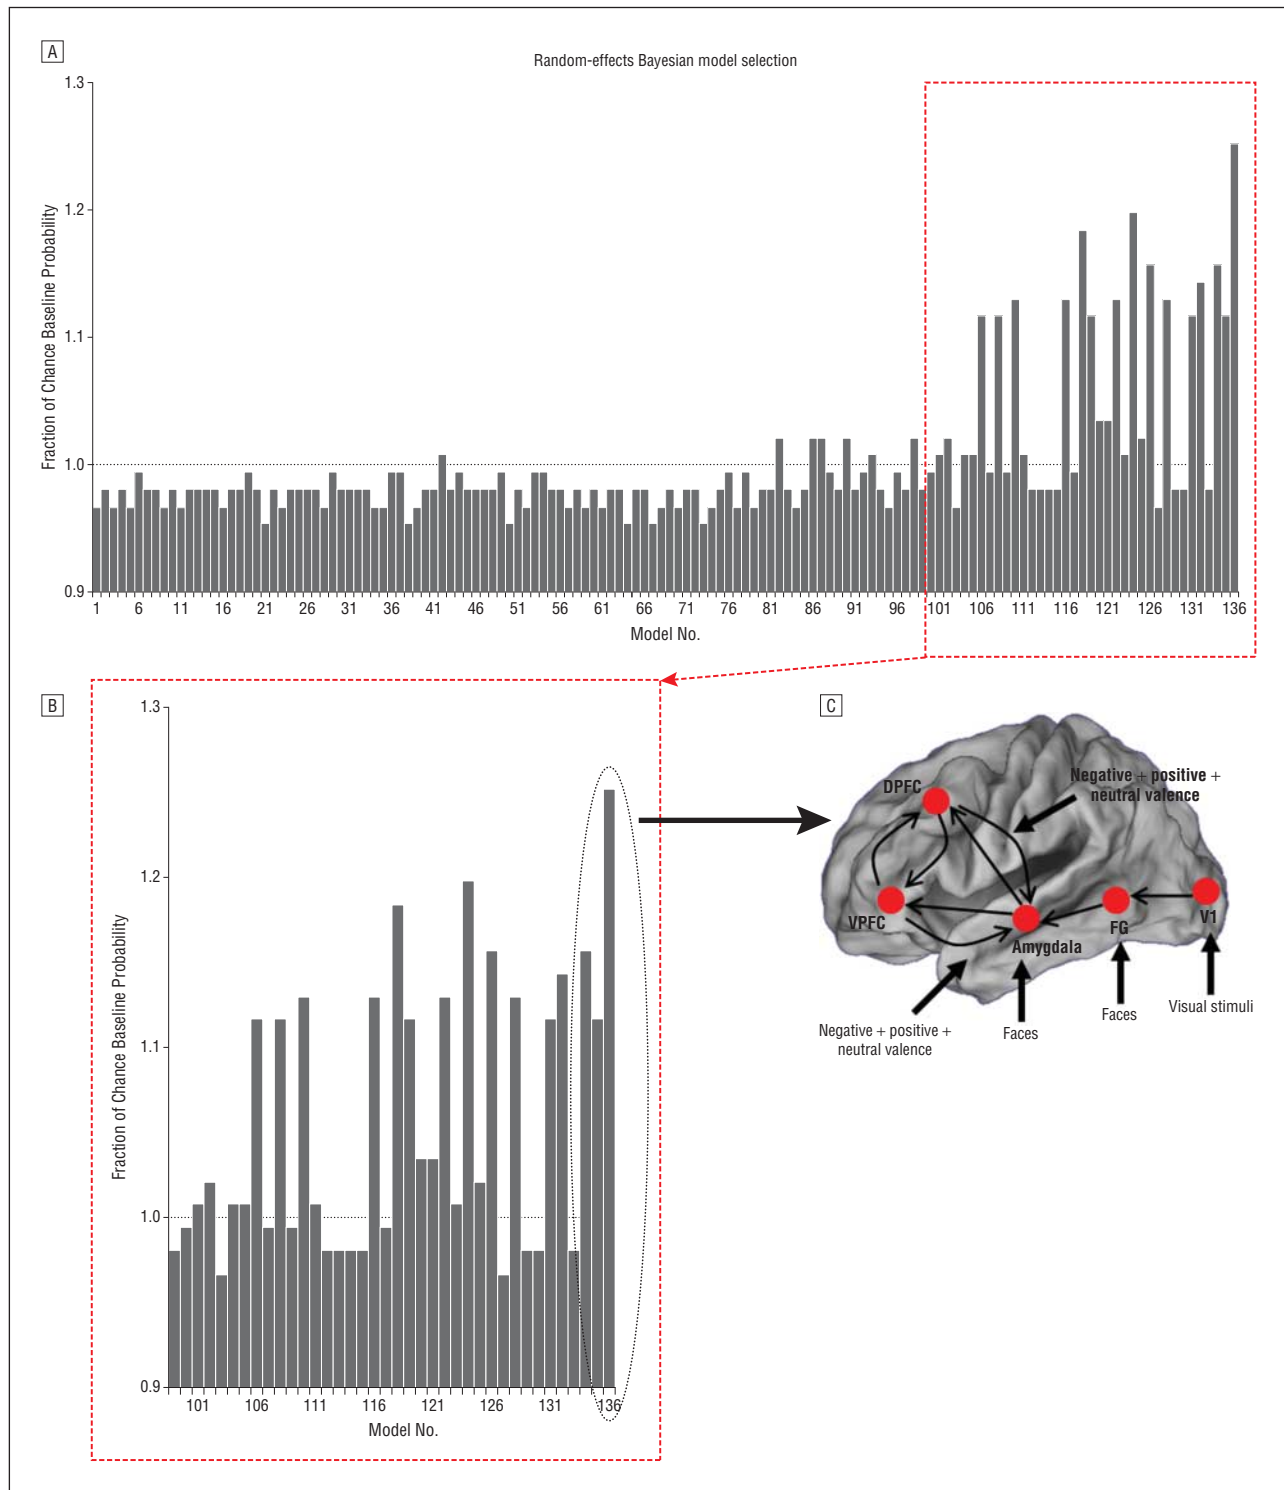 A
Random-effects Bayesian model selection
1.3
1.2
1.1
1.0
0.9
Fraction of Chance Baseline Probability
1 6 11 16 21 26 31 36 41 46 51 56 61 66 71 76 81 86 91 96 101 106 111 116 121 126 131 136
Model No.
B
1.3
1.2
1.1
1.0
0.9
Fraction of Chance Baseline Probability
101 106 111 116 121 126 131 136
Model No.
C
DPFC
Negative + positive +
neutral valence
VPFC
Amygdala
FG
V1
Negative + positive +
neutral valence
Faces
Faces
Visual stimuli